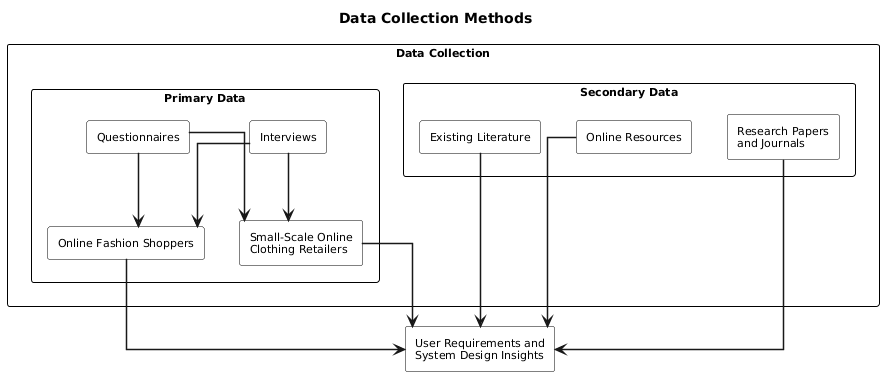 Data Collection Methods
Data Collection
Primary Data
Questionnaires
Interviews
Online Fashion Shoppers
Small-Scale Online
Clothing Retailers
Secondary Data
Existing Literature
Online Resources
Research Papers
and Journals
User Requirements and
System Design Insights